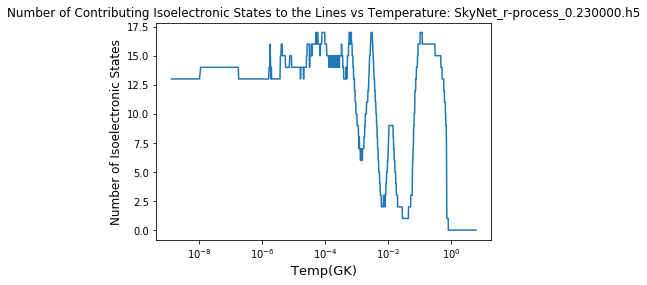 Number of Contributing Isoelectronic States to the Lines vs Temperature: SkyNet_r-process_0.230000.h5
Number of Isoelectronic States
17.5
15.0
12.5
10.0
7.5
5.0
2.5
0.0
10⁻⁸ 10⁻⁶ 10⁻⁴ 10⁻² 10⁰
Temp(GK)